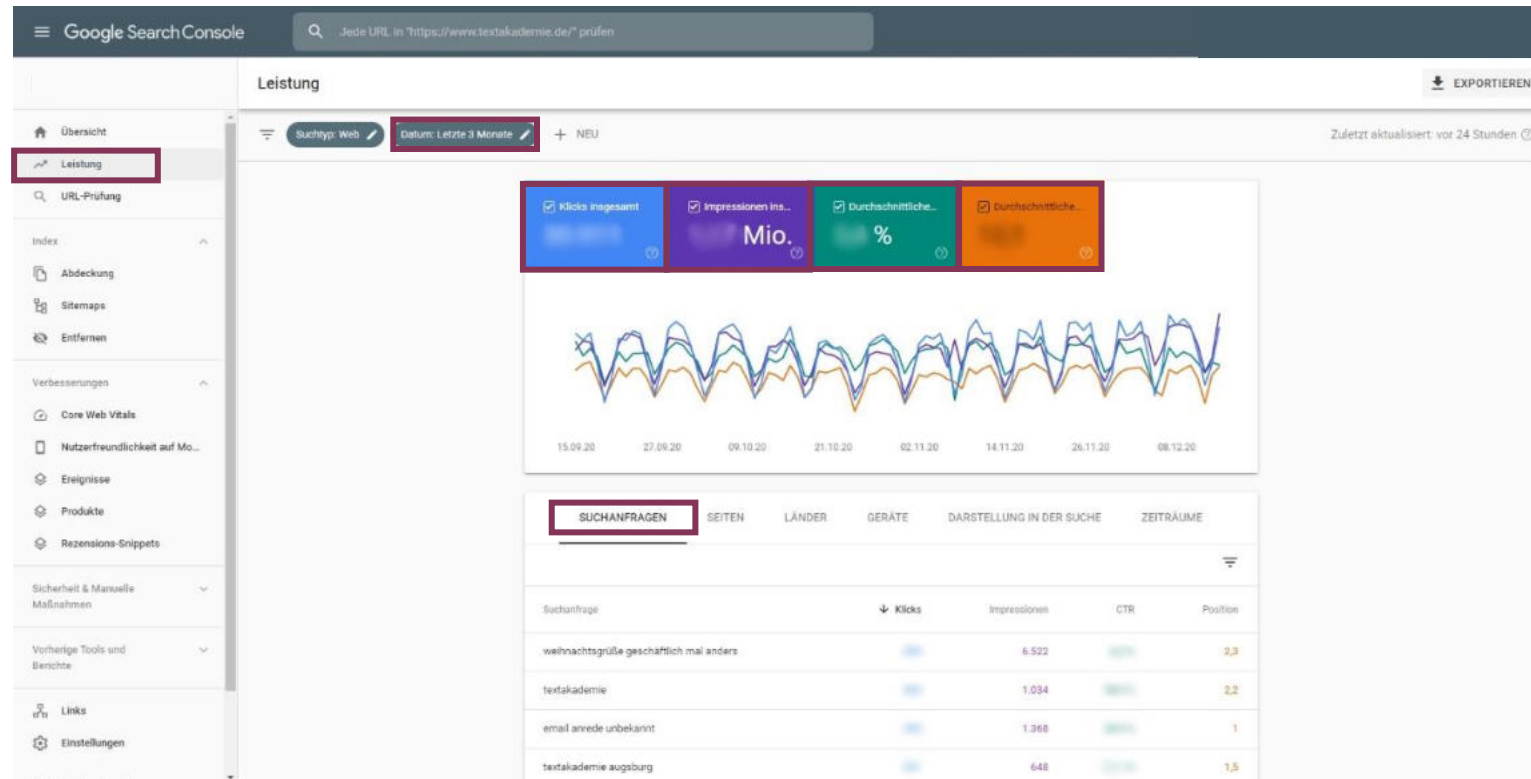 Google Search Console
Jede URL in "https://www.textakademie.de/" prüfen
Leistung
EXPORTIEREN
Übersicht
Leistung
URL-Prüfung
Index
Abdeckung
Sitemaps
Entfernen
Verbesserungen
Core Web Vitals
Nutzerfreundlichkeit auf Mo...
Ereignisse
Produkte
Rezensions-Snippets
Sicherheit & Manuelle
Maßnahmen
Vorherige Tools und
Berichte
Links
Einstellungen
Suchtyp: Web
Datum: Letzte 3 Monate
+ NEU
Zuletzt aktualisiert: vor 24 Stunden
Klicks insgesamt
Impressionen ins...
Mio.
Durchschnittliche...
%
Durchschnittliche...
15.09.20 27.09.20 09.10.20 21.10.20 02.11.20 14.11.20 26.11.20 08.12.20
SUCHANFRAGEN SEITEN LÄNDER GERÄTE DARSTELLUNG IN DER SUCHE ZEITRÄUME
Suchanfrage Klicks Impressionen CTR Position
weihnachtsgrüße geschäftlich mal anders 6.522 2,3
textakademie 1.034 2,2
email anrede unbekannt 1.368 1
textakademie augsburg 648 1,5